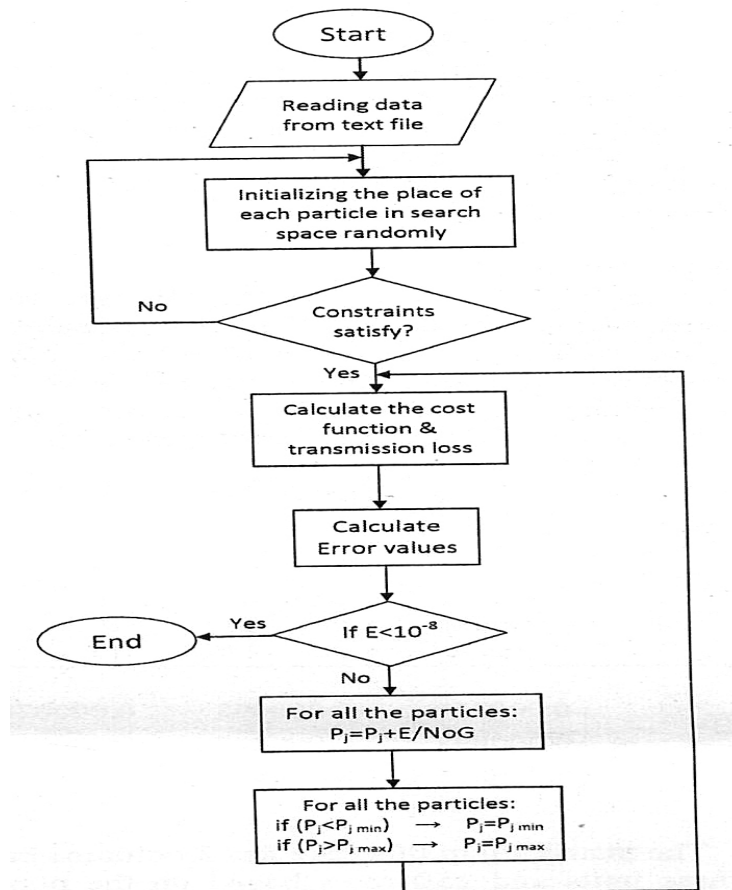 Start
Reading data
from text file
Initializing the place of
each particle in search
space randomly
Constraints
satisfy?
No
Yes
Calculate the cost
function &
transmission loss
Calculate
Error values
If E<10⁻⁸
Yes
End
No
For all the particles:
Pⱼ=Pⱼ+E/NoG
For all the particles:
if (Pⱼ<Pⱼ min) → Pⱼ=Pⱼ min
if (Pⱼ>Pⱼ max) → Pⱼ=Pⱼ max